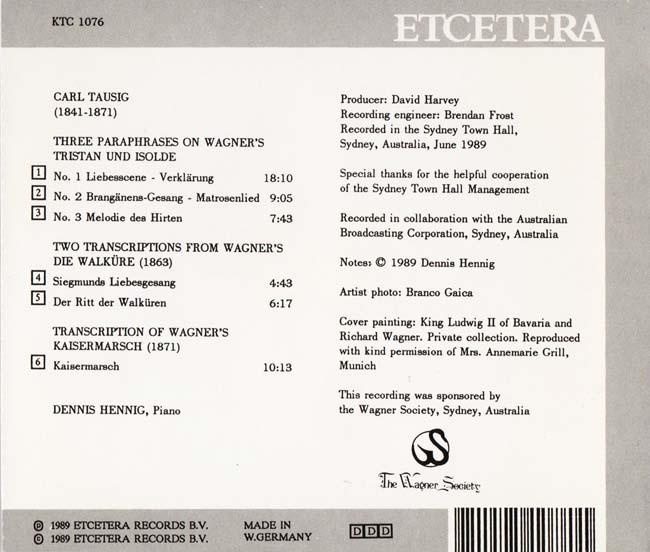 KTC 1076
ETCETERA
CARL TAUSIG
(1841-1871)
THREE PARAPHRASES ON WAGNER'S
TRISTAN UND ISOLDE
1 No. 1 Liebesscene - Verklärung 18:10
2 No. 2 Brangänens-Gesang - Matrosenlied 9:05
3 No. 3 Melodie des Hirten 7:43
TWO TRANSCRIPTIONS FROM WAGNER'S
DIE WALKÜRE (1863)
4 Siegmunds Liebesgesang 4:43
5 Der Ritt der Walküren 6:17
TRANSCRIPTION OF WAGNER'S
KAISERMARSCH (1871)
6 Kaisermarsch 10:13
DENNIS HENNIG, Piano
Producer: David Harvey
Recording engineer: Brendan Frost
Recorded in the Sydney Town Hall,
Sydney, Australia, June 1989
Special thanks for the helpful cooperation
of the Sydney Town Hall Management
Recorded in collaboration with the Australian
Broadcasting Corporation, Sydney, Australia
Notes: © 1989 Dennis Hennig
Artist photo: Branco Gaica
Cover painting: King Ludwig II of Bavaria and
Richard Wagner. Private collection. Reproduced
with kind permission of Mrs. Annemarie Grill,
Munich
This recording was sponsored by
the Wagner Society, Sydney, Australia
The Wagner Society
℗ 1989 ETCETERA RECORDS B.V.
© 1989 ETCETERA RECORDS B.V.
MADE IN
W.GERMANY
DDD